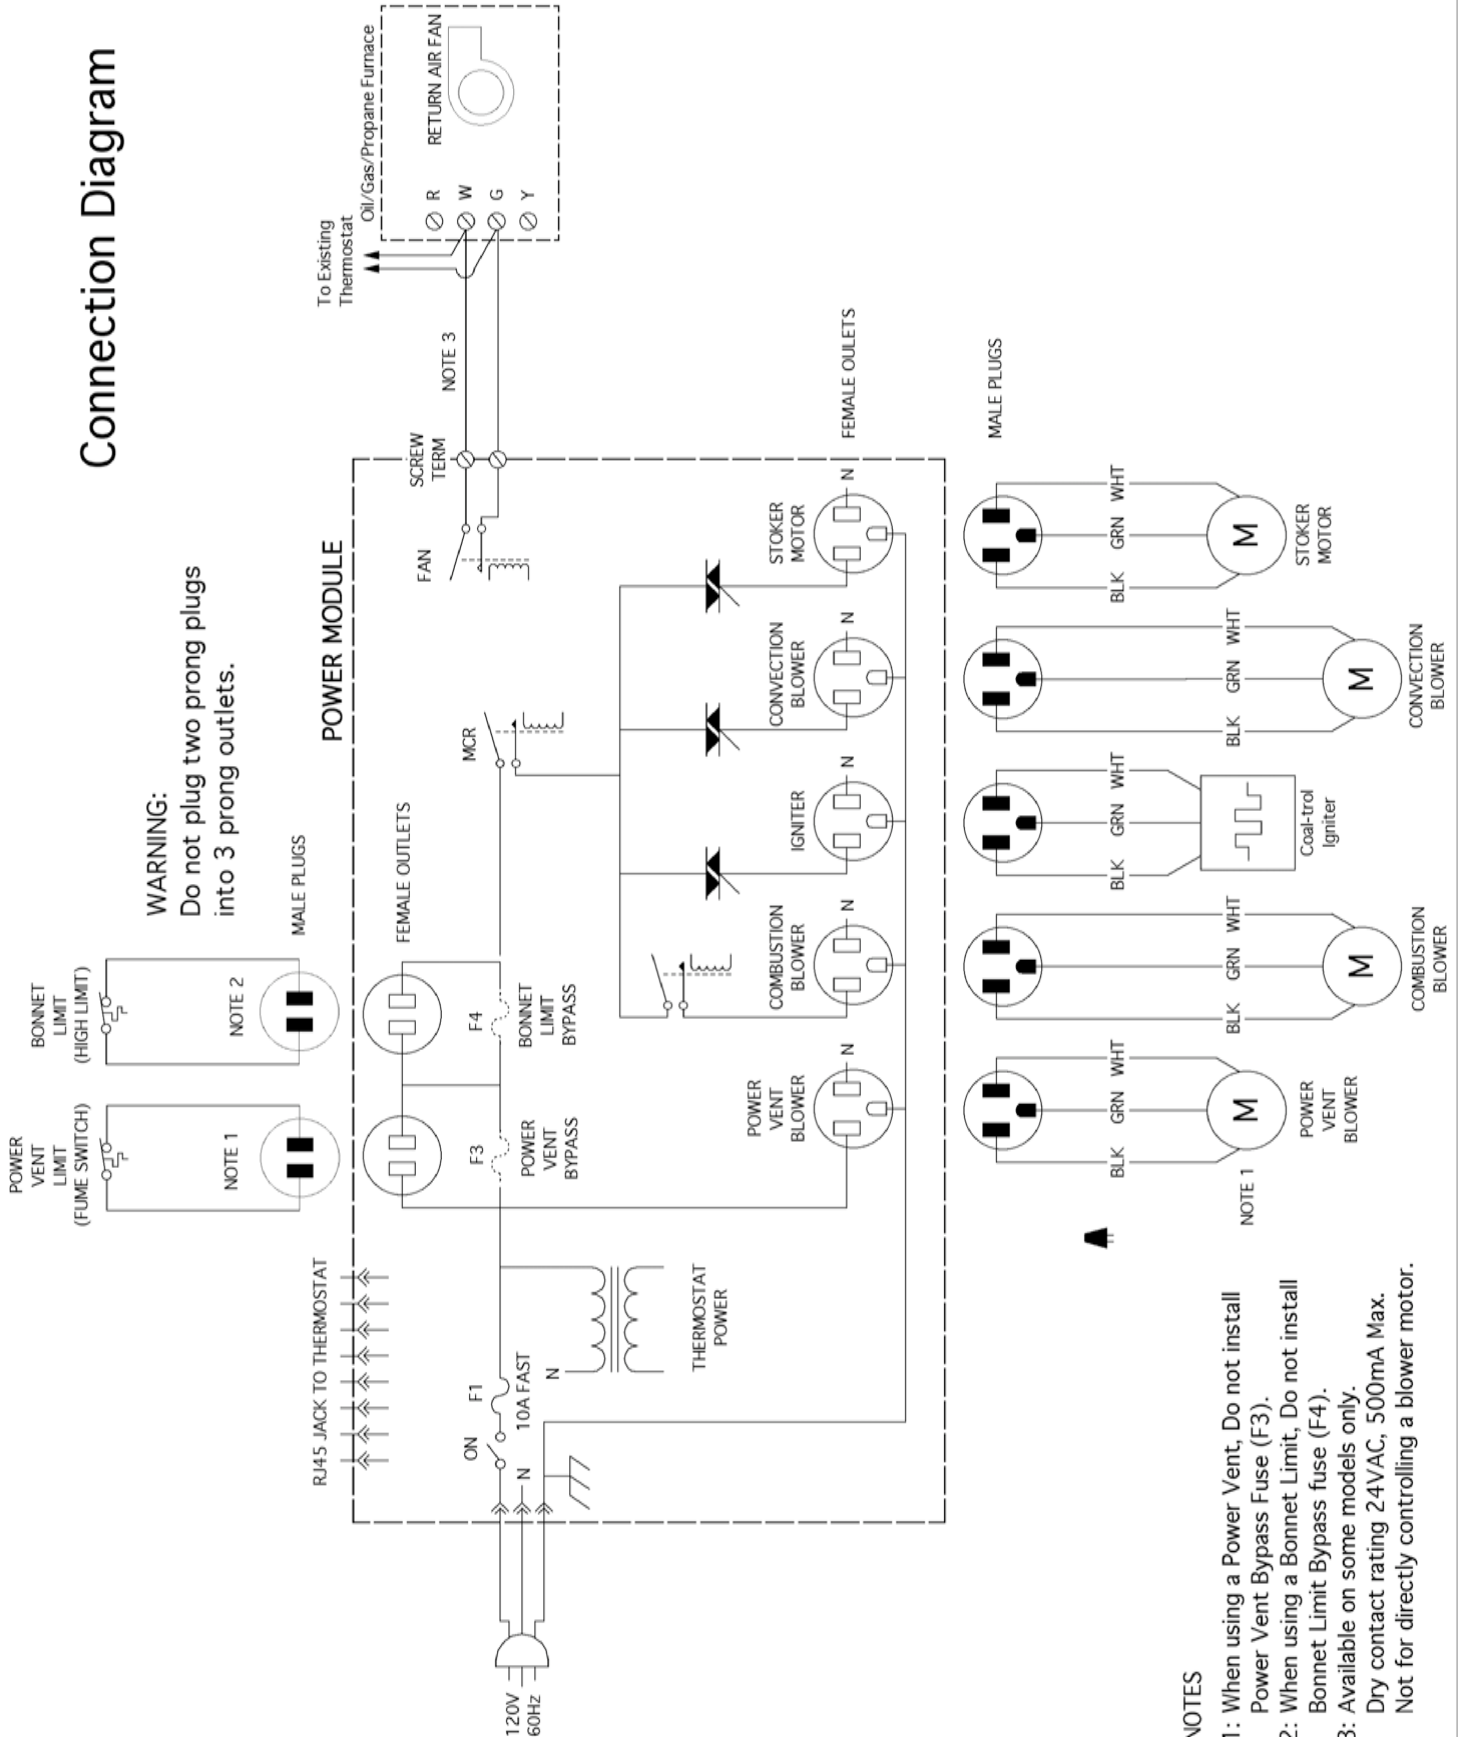 Connection Diagram
WARNING:
Do not plug two prong plugs
into 3 prong outlets.
POWER
VENT
LIMIT
(FUME SWITCH)
BONNET
LIMIT
(HIGH LIMIT)
NOTE 1
NOTE 2
MALE PLUGS
To Existing
Thermostat
Oil/Gas/Propane Furnace
RETURN AIR FAN
R
W
G
Y
RJ45 JACK TO THERMOSTAT
POWER MODULE
FEMALE OUTLETS
SCREW
TERM
NOTE 3
FAN
MCR
ON
F1
10A FAST
F3
POWER
VENT
BYPASS
F4
BONNET
LIMIT
BYPASS
120V
60Hz
N
N
THERMOSTAT
POWER
POWER
VENT
BLOWER
N
COMBUSTION
BLOWER
N
IGNITER
N
CONVECTION
BLOWER
N
STOKER
MOTOR
N
FEMALE OULETS
MALE PLUGS
BLK
GRN
WHT
BLK
GRN
WHT
BLK
GRN
WHT
BLK
GRN
WHT
BLK
GRN
WHT
NOTE 1
M
POWER
VENT
BLOWER
M
COMBUSTION
BLOWER
Coal-trol
Igniter
M
CONVECTION
BLOWER
M
STOKER
MOTOR
NOTES
1: When using a Power Vent, Do not install
Power Vent Bypass Fuse (F3).
2: When using a Bonnet Limit, Do not install
Bonnet Limit Bypass fuse (F4).
3: Available on some models only.
Dry contact rating 24VAC, 500mA Max.
Not for directly controlling a blower motor.